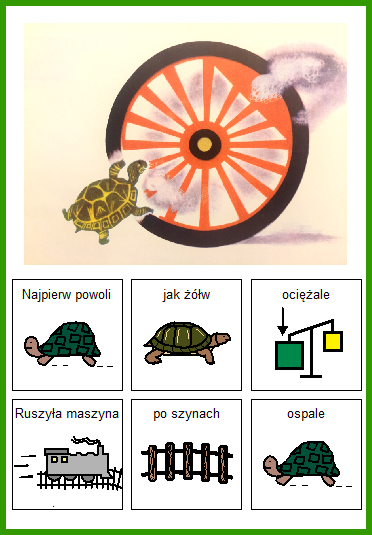 Najpierw powoli
jak żółw
ociężale
Ruszyła maszyna
po szynach
ospale